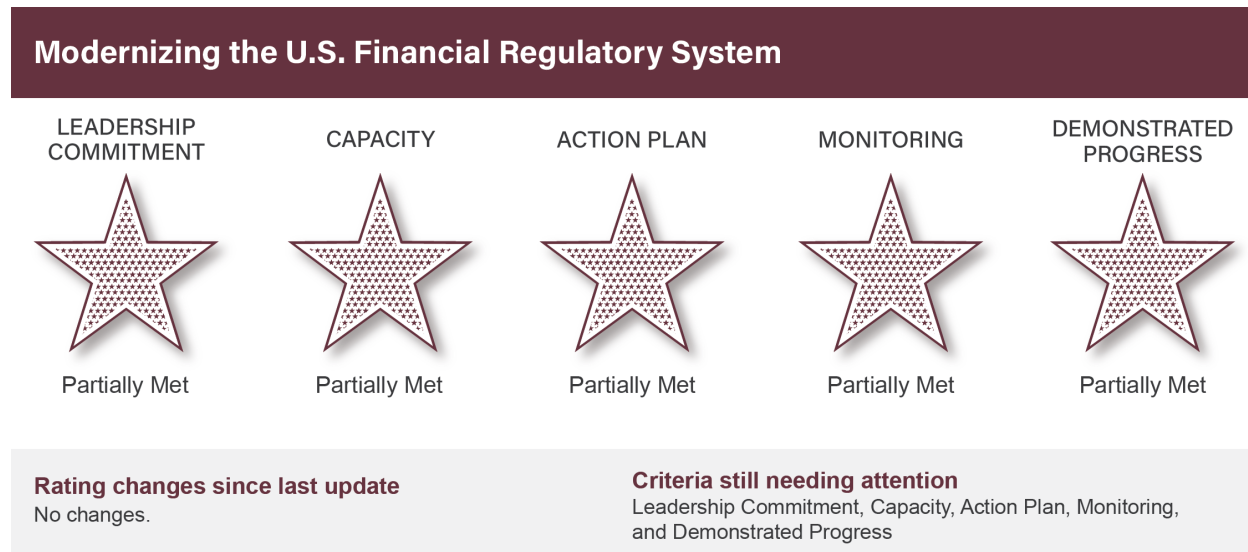 Modernizing the U.S. Financial Regulatory System
LEADERSHIP
COMMITMENT
CAPACITY
ACTION PLAN
MONITORING
DEMONSTRATED
PROGRESS
Partially Met
Partially Met
Partially Met
Partially Met
Partially Met
Rating changes since last update
No changes.
Criteria still needing attention
Leadership Commitment, Capacity, Action Plan, Monitoring,
and Demonstrated Progress